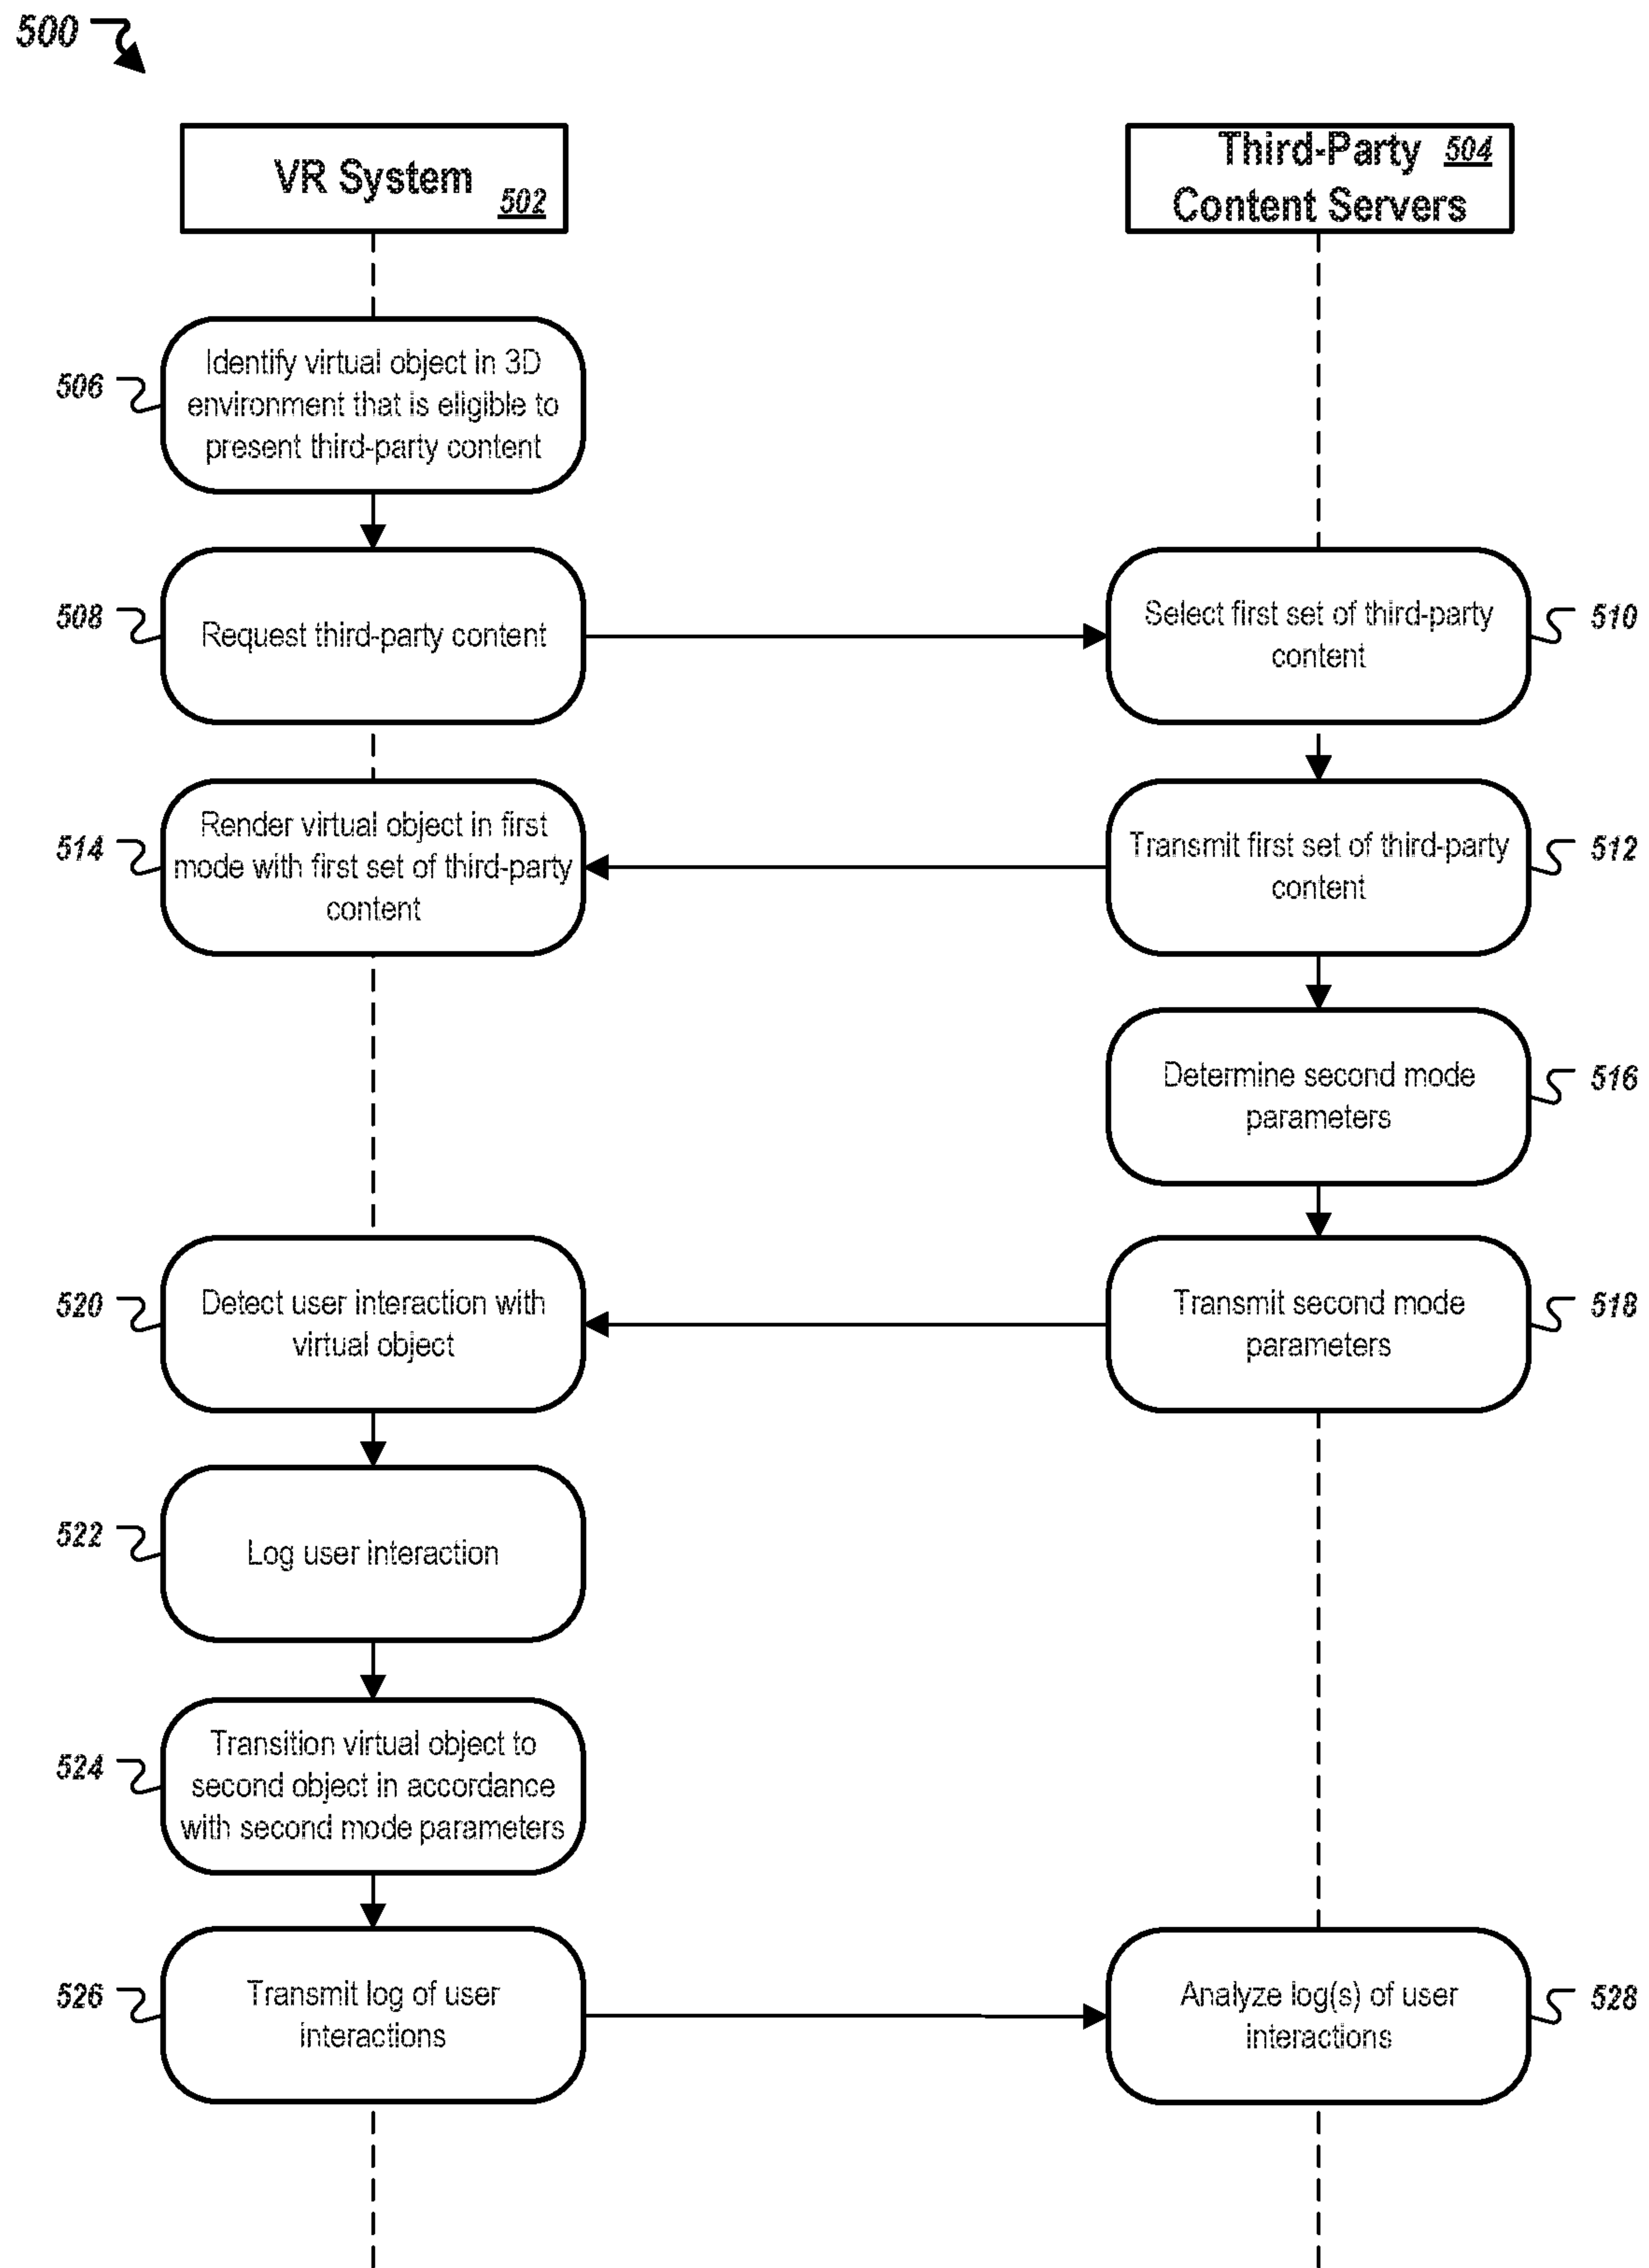 500
VR System
502
Third-Party 504
Content Servers
506
Identify virtual object in 3D
environment that is eligible to
present third-party content
508
Request third-party content
Select first set of third-party
content
510
514
Render virtual object in first
mode with first set of third-party
content
Transmit first set of third-party
content
512
Determine second mode
parameters
516
520
Detect user interaction with
virtual object
Transmit second mode
parameters
518
522
Log user interaction
524
Transition virtual object to
second object in accordance
with second mode parameters
526
Transmit log of user
interactions
Analyze log(s) of user
interactions
528